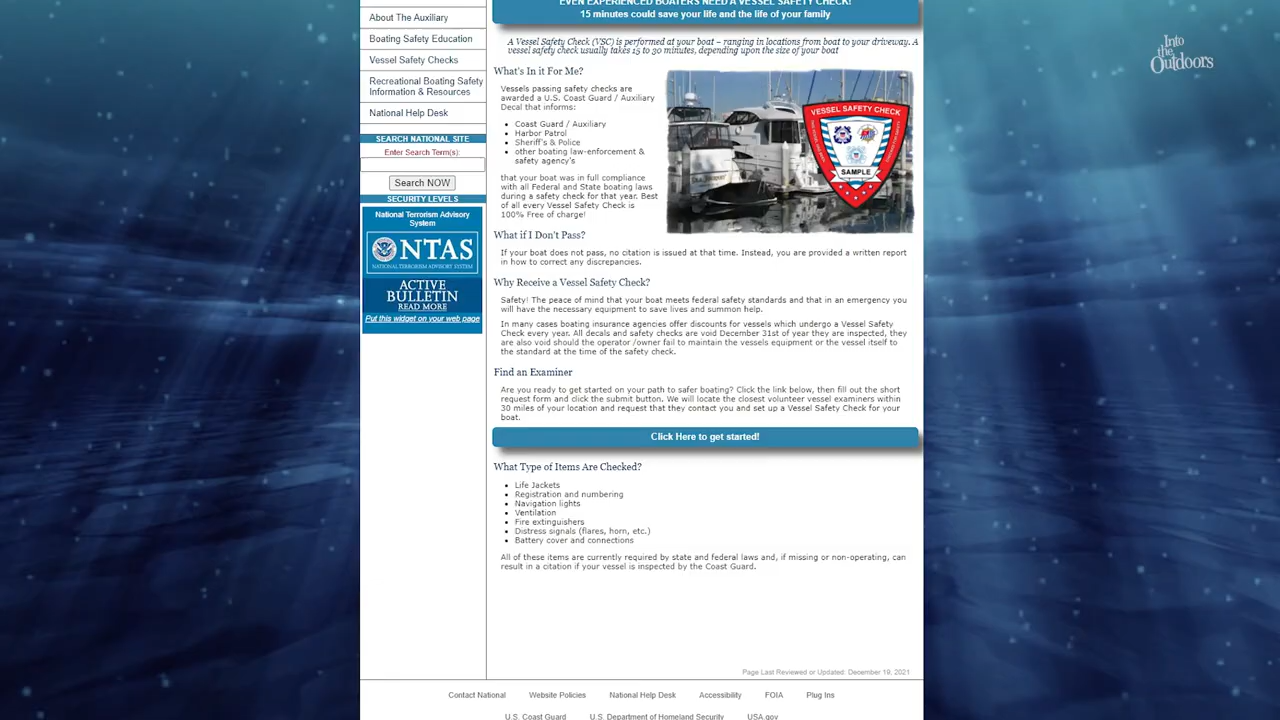 EVEN EXPERIENCED BOATERS NEED A VESSEL SAFETY CHECK!
15 minutes could save your life and the life of your family
Into
the
Outdoors
About The Auxiliary
Boating Safety Education
Vessel Safety Checks
Recreational Boating Safety
Information & Resources
National Help Desk
SEARCH NATIONAL SITE
Enter Search Term(s):
Search NOW
SECURITY LEVELS
National Terrorism Advisory
System
NTAS
NATIONAL TERRORISM ADVISORY SYSTEM
ACTIVE
BULLETIN
READ MORE
Put this widget on your web page
A Vessel Safety Check (VSC) is performed at your boat – ranging in locations from boat to your driveway. A
vessel safety check usually takes 15 to 30 minutes, depending upon the size of your boat
What's In it For Me?
Vessels passing safety checks are
awarded a U.S. Coast Guard / Auxiliary
Decal that informs:
• Coast Guard / Auxiliary
• Harbor Patrol
• Sheriff's & Police
• other boating law-enforcement &
safety agency's
that your boat was in full compliance
with all Federal and State boating laws
during a safety check for that year. Best
of all every Vessel Safety Check is
100% Free of charge!
VESSEL SAFETY CHECK
SAMPLE
What if I Don't Pass?
If your boat does not pass, no citation is issued at that time. Instead, you are provided a written report
in how to correct any discrepancies.
Why Receive a Vessel Safety Check?
Safety! The peace of mind that your boat meets federal safety standards and that in an emergency you
will have the necessary equipment to save lives and summon help.
In many cases boating insurance agencies offer discounts for vessels which undergo a Vessel Safety
Check every year. All decals and safety checks are void December 31st of year they are inspected, they
are also void should the operator /owner fail to maintain the vessels equipment or the vessel itself to
the standard at the time of the safety check.
Find an Examiner
Are you ready to get started on your path to safer boating? Click the link below, then fill out the short
request form and click the submit button. We will locate the closest volunteer vessel examiners within
30 miles of your location and request that they contact you and set up a Vessel Safety Check for your
boat.
Click Here to get started!
What Type of Items Are Checked?
• Life Jackets
• Registration and numbering
• Navigation lights
• Ventilation
• Fire extinguishers
• Distress signals (flares, horn, etc.)
• Battery cover and connections
All of these items are currently required by state and federal laws and, if missing or non-operating, can
result in a citation if your vessel is inspected by the Coast Guard.
Page Last Reviewed or Updated: December 19, 2021
Contact National Website Policies National Help Desk Accessibility FOIA Plug Ins
U.S. Coast Guard U.S. Department of Homeland Security USA.gov